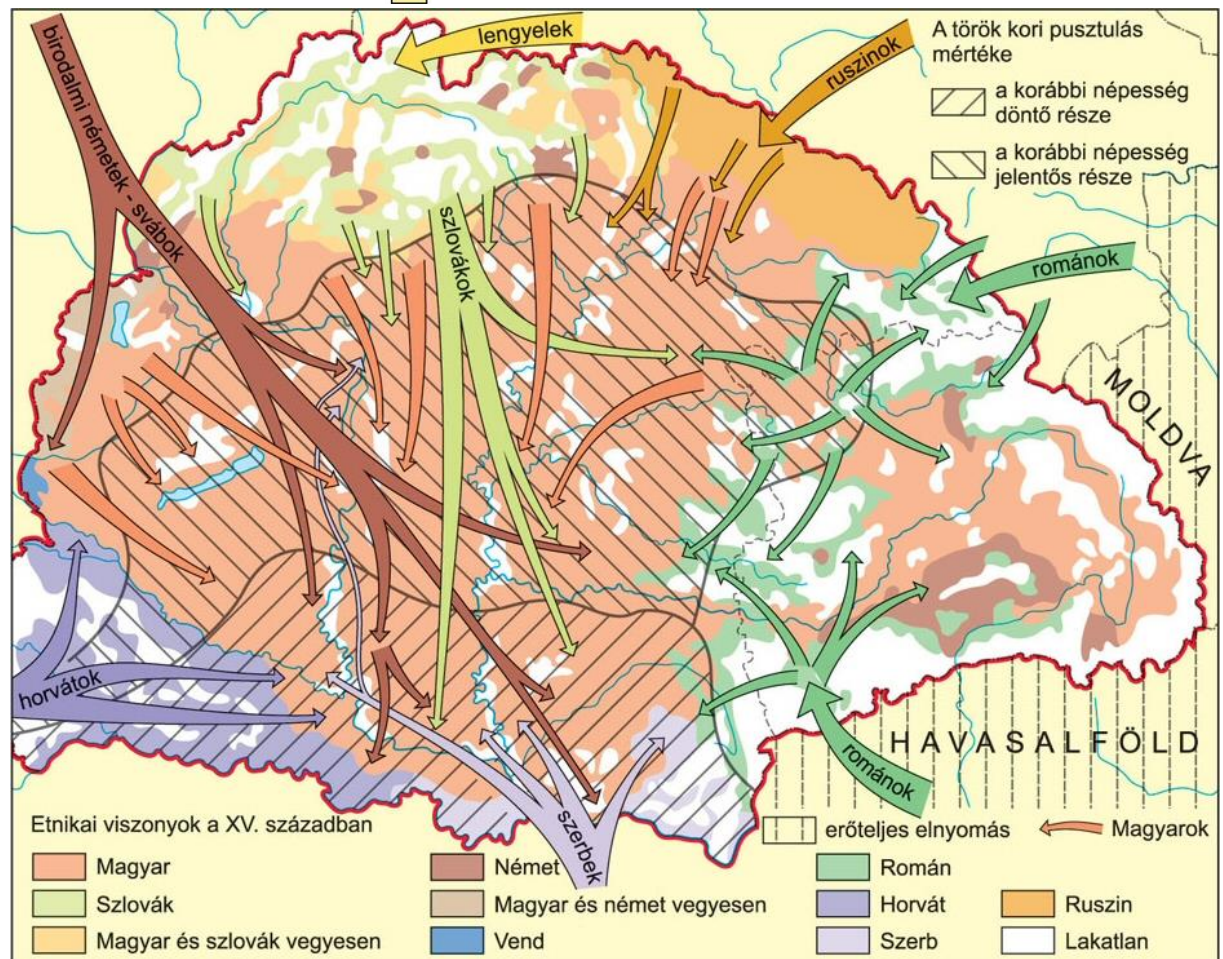 lengyelek
ruszinok
A török kori pusztulás
mértéke
a korábbi népesség
döntő része
a korábbi népesség
jelentős része
birodalmi németek - svábok
szlovákok
románok
MOLDVA
horvátok
szerbek
románok
HAVASALFÖLD
Etnikai viszonyok a XV. században
erőteljes elnyomás
Magyarok
Magyar
Német
Román
Szlovák
Magyar és német vegyesen
Horvát
Ruszin
Magyar és szlovák vegyesen
Vend
Szerb
Lakatlan